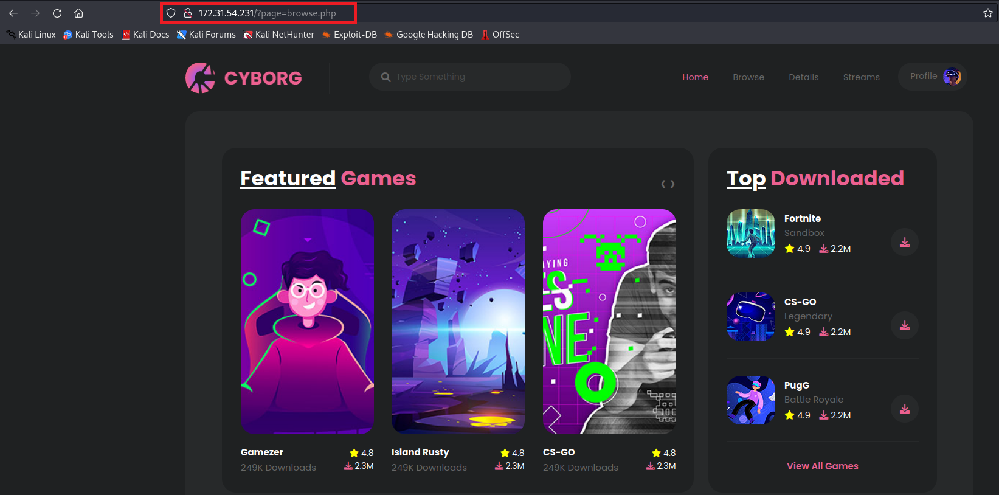 172.31.54.231/?page=browse.php
Kali Linux Kali Tools Kali Docs Kali Forums Kali NetHunter Exploit-DB Google Hacking DB OffSec
CYBORG
Type Something
Home Browse Details Streams Profile
Featured Games
Top Downloaded
AYING
ES
NE
Gamezer 4.8
249K Downloads 2.3M
Island Rusty 4.8
249K Downloads 2.3M
CS-GO 4.8
249K Downloads 2.3M
Fortnite
Sandbox
4.9 2.2M
CS-GO
Legendary
4.9 2.2M
PugG
Battle Royale
4.9 2.2M
View All Games